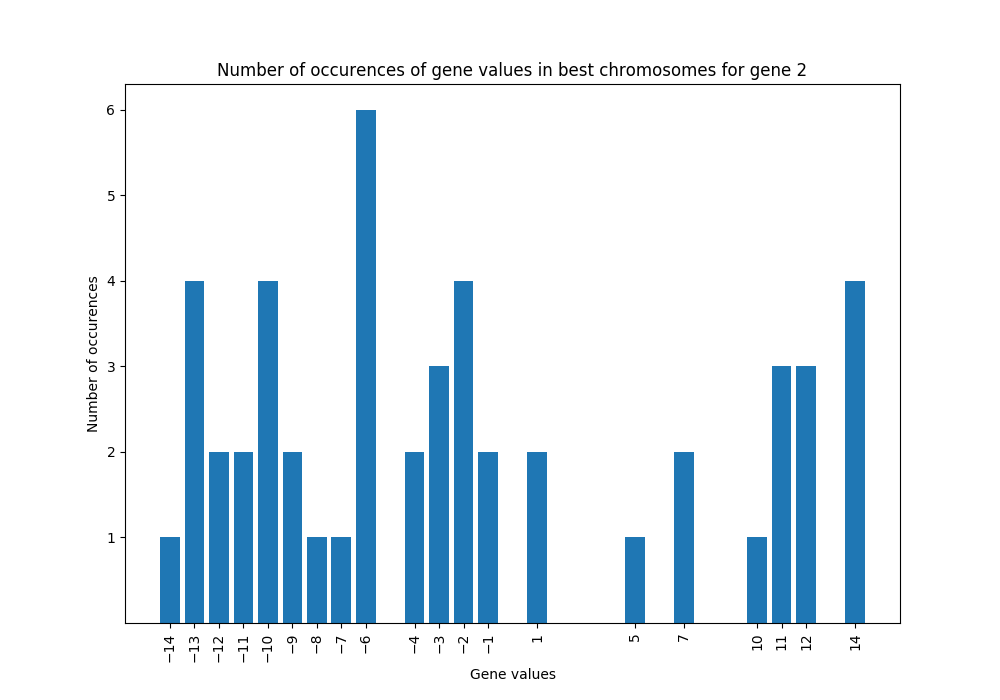 Number of occurences of gene values in best chromosomes for gene 2
6
5
4
3
2
1
Number of occurences
−14 −13 −12 −11 −10 −9 −8 −7 −6 −4 −3 −2 −1 1 5 7 10 11 12 14
Gene values